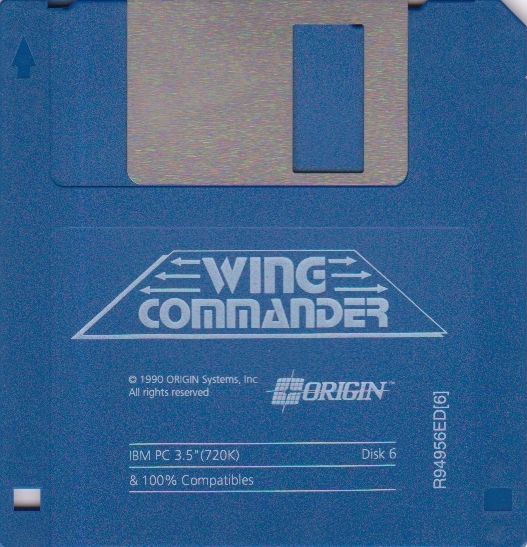 WING
COMMANDER
© 1990 ORIGIN Systems, Inc
All rights reserved
ORIGIN™
IBM PC 3.5"(720K) Disk 6
& 100% Compatibles
R94956ED[6]